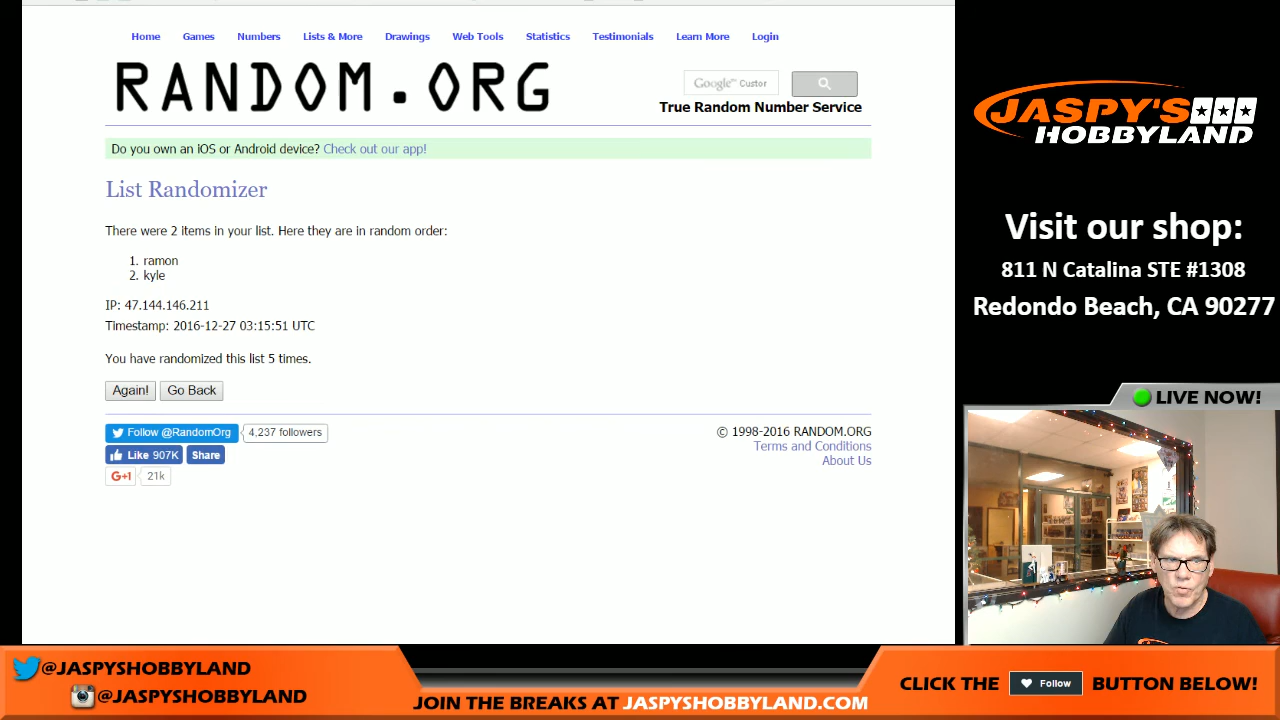 Home Games Numbers Lists & More Drawings Web Tools Statistics Testimonials Learn More Login
RANDOM.ORG
Google™ Custor
True Random Number Service
Do you own an iOS or Android device? Check out our app!
List Randomizer
There were 2 items in your list. Here they are in random order:
1. ramon
2. kyle
IP: 47.144.146.211
Timestamp: 2016-12-27 03:15:51 UTC
You have randomized this list 5 times.
Again! Go Back
Follow @RandomOrg 4,237 followers
Like 907K Share
G+1 21k
© 1998-2016 RANDOM.ORG
Terms and Conditions
About Us
JASPY'S
HOBBYLAND
Visit our shop:
811 N Catalina STE #1308
Redondo Beach, CA 90277
LIVE NOW!
@JASPYSHOBBYLAND
@JASPYSHOBBYLAND
JOIN THE BREAKS AT JASPYSHOBBYLAND.COM
CLICK THE Follow BUTTON BELOW!